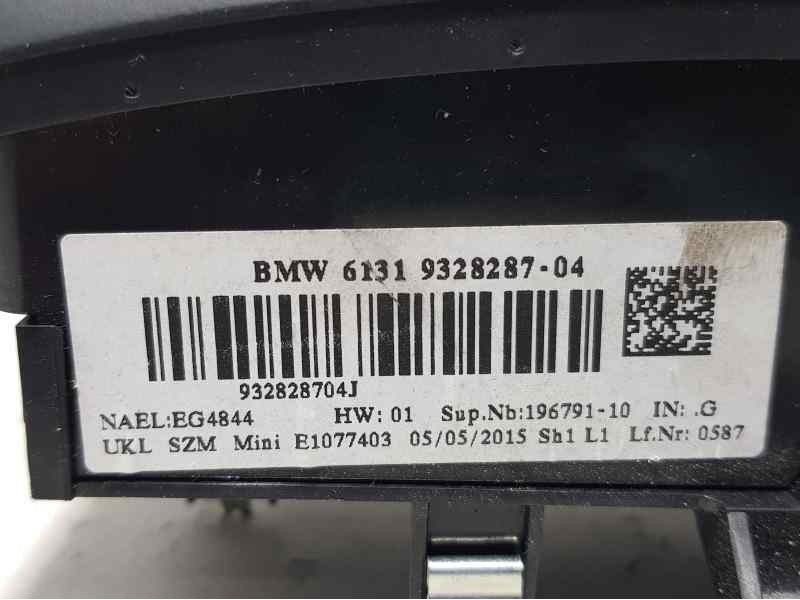 BMW 6131 9328287-04
932828704J
NAEL:EG4844 HW: 01 Sup.Nb:196791-10 IN: .G
UKL SZM Mini E1077403 05/05/2015 Sh1 L1 Lf.Nr: 0587